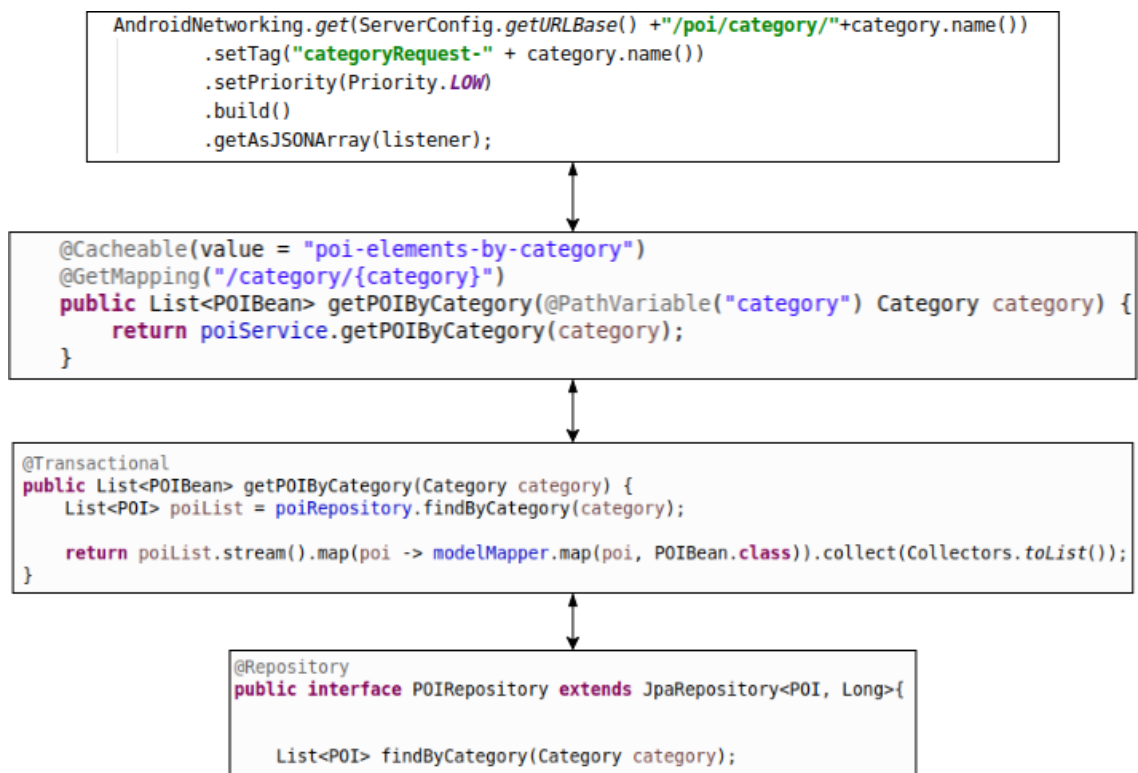 AndroidNetworking.get(ServerConfig.getURLBase() +"/poi/category/"+category.name())
.setTag("categoryRequest-" + category.name())
.setPriority(Priority.LOW)
.build()
.getAsJSONArray(listener);
@Cacheable(value = "poi-elements-by-category")
@GetMapping("/category/{category}")
public List<POIBean> getPOIByCategory(@PathVariable("category") Category category) {
return poiService.getPOIByCategory(category);
}
@Transactional
public List<POIBean> getPOIByCategory(Category category) {
List<POI> poiList = poiRepository.findByCategory(category);
return poiList.stream().map(poi -> modelMapper.map(poi, POIBean.class)).collect(Collectors.toList());
}
@Repository
public interface POIRepository extends JpaRepository<POI, Long>{
List<POI> findByCategory(Category category);